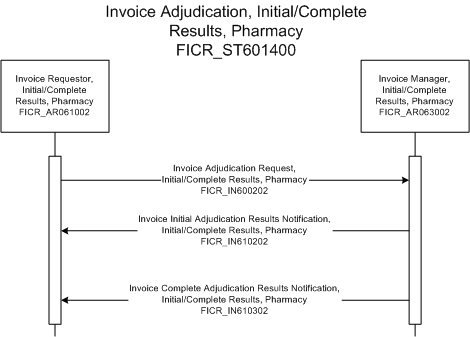 Invoice Adjudication, Initial/Complete
Results, Pharmacy
FICR_ST601400
Invoice Requestor,
Initial/Complete
Results, Pharmacy
FICR_AR061002
Invoice Manager,
Initial/Complete
Results, Pharmacy
FICR_AR063002
Invoice Adjudication Request,
Initial/Complete Results, Pharmacy
FICR_IN600202
Invoice Initial Adjudication Results Notification,
Initial/Complete Results, Pharmacy
FICR_IN610202
Invoice Complete Adjudication Results Notification,
Initial/Complete Results, Pharmacy
FICR_IN610302